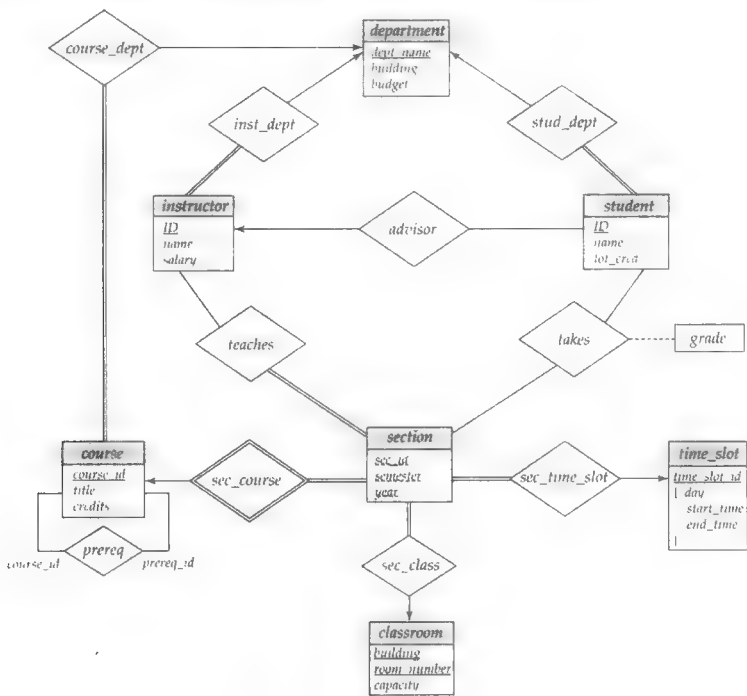 department
course_dept
dept_name
building
budget
inst_dept
stud_dept
instructor
ID
name
salary
advisor
student
ID
name
tot_cred
teaches
takes
grade
course
course_id
title
credits
sec_course
section
sec_id
semester
year
sec_time_slot
time_slot
time_slot_id
{ day
start_time
end_time
}
prereq
course_id
prereq_id
sec_class
classroom
building
room_number
capacity